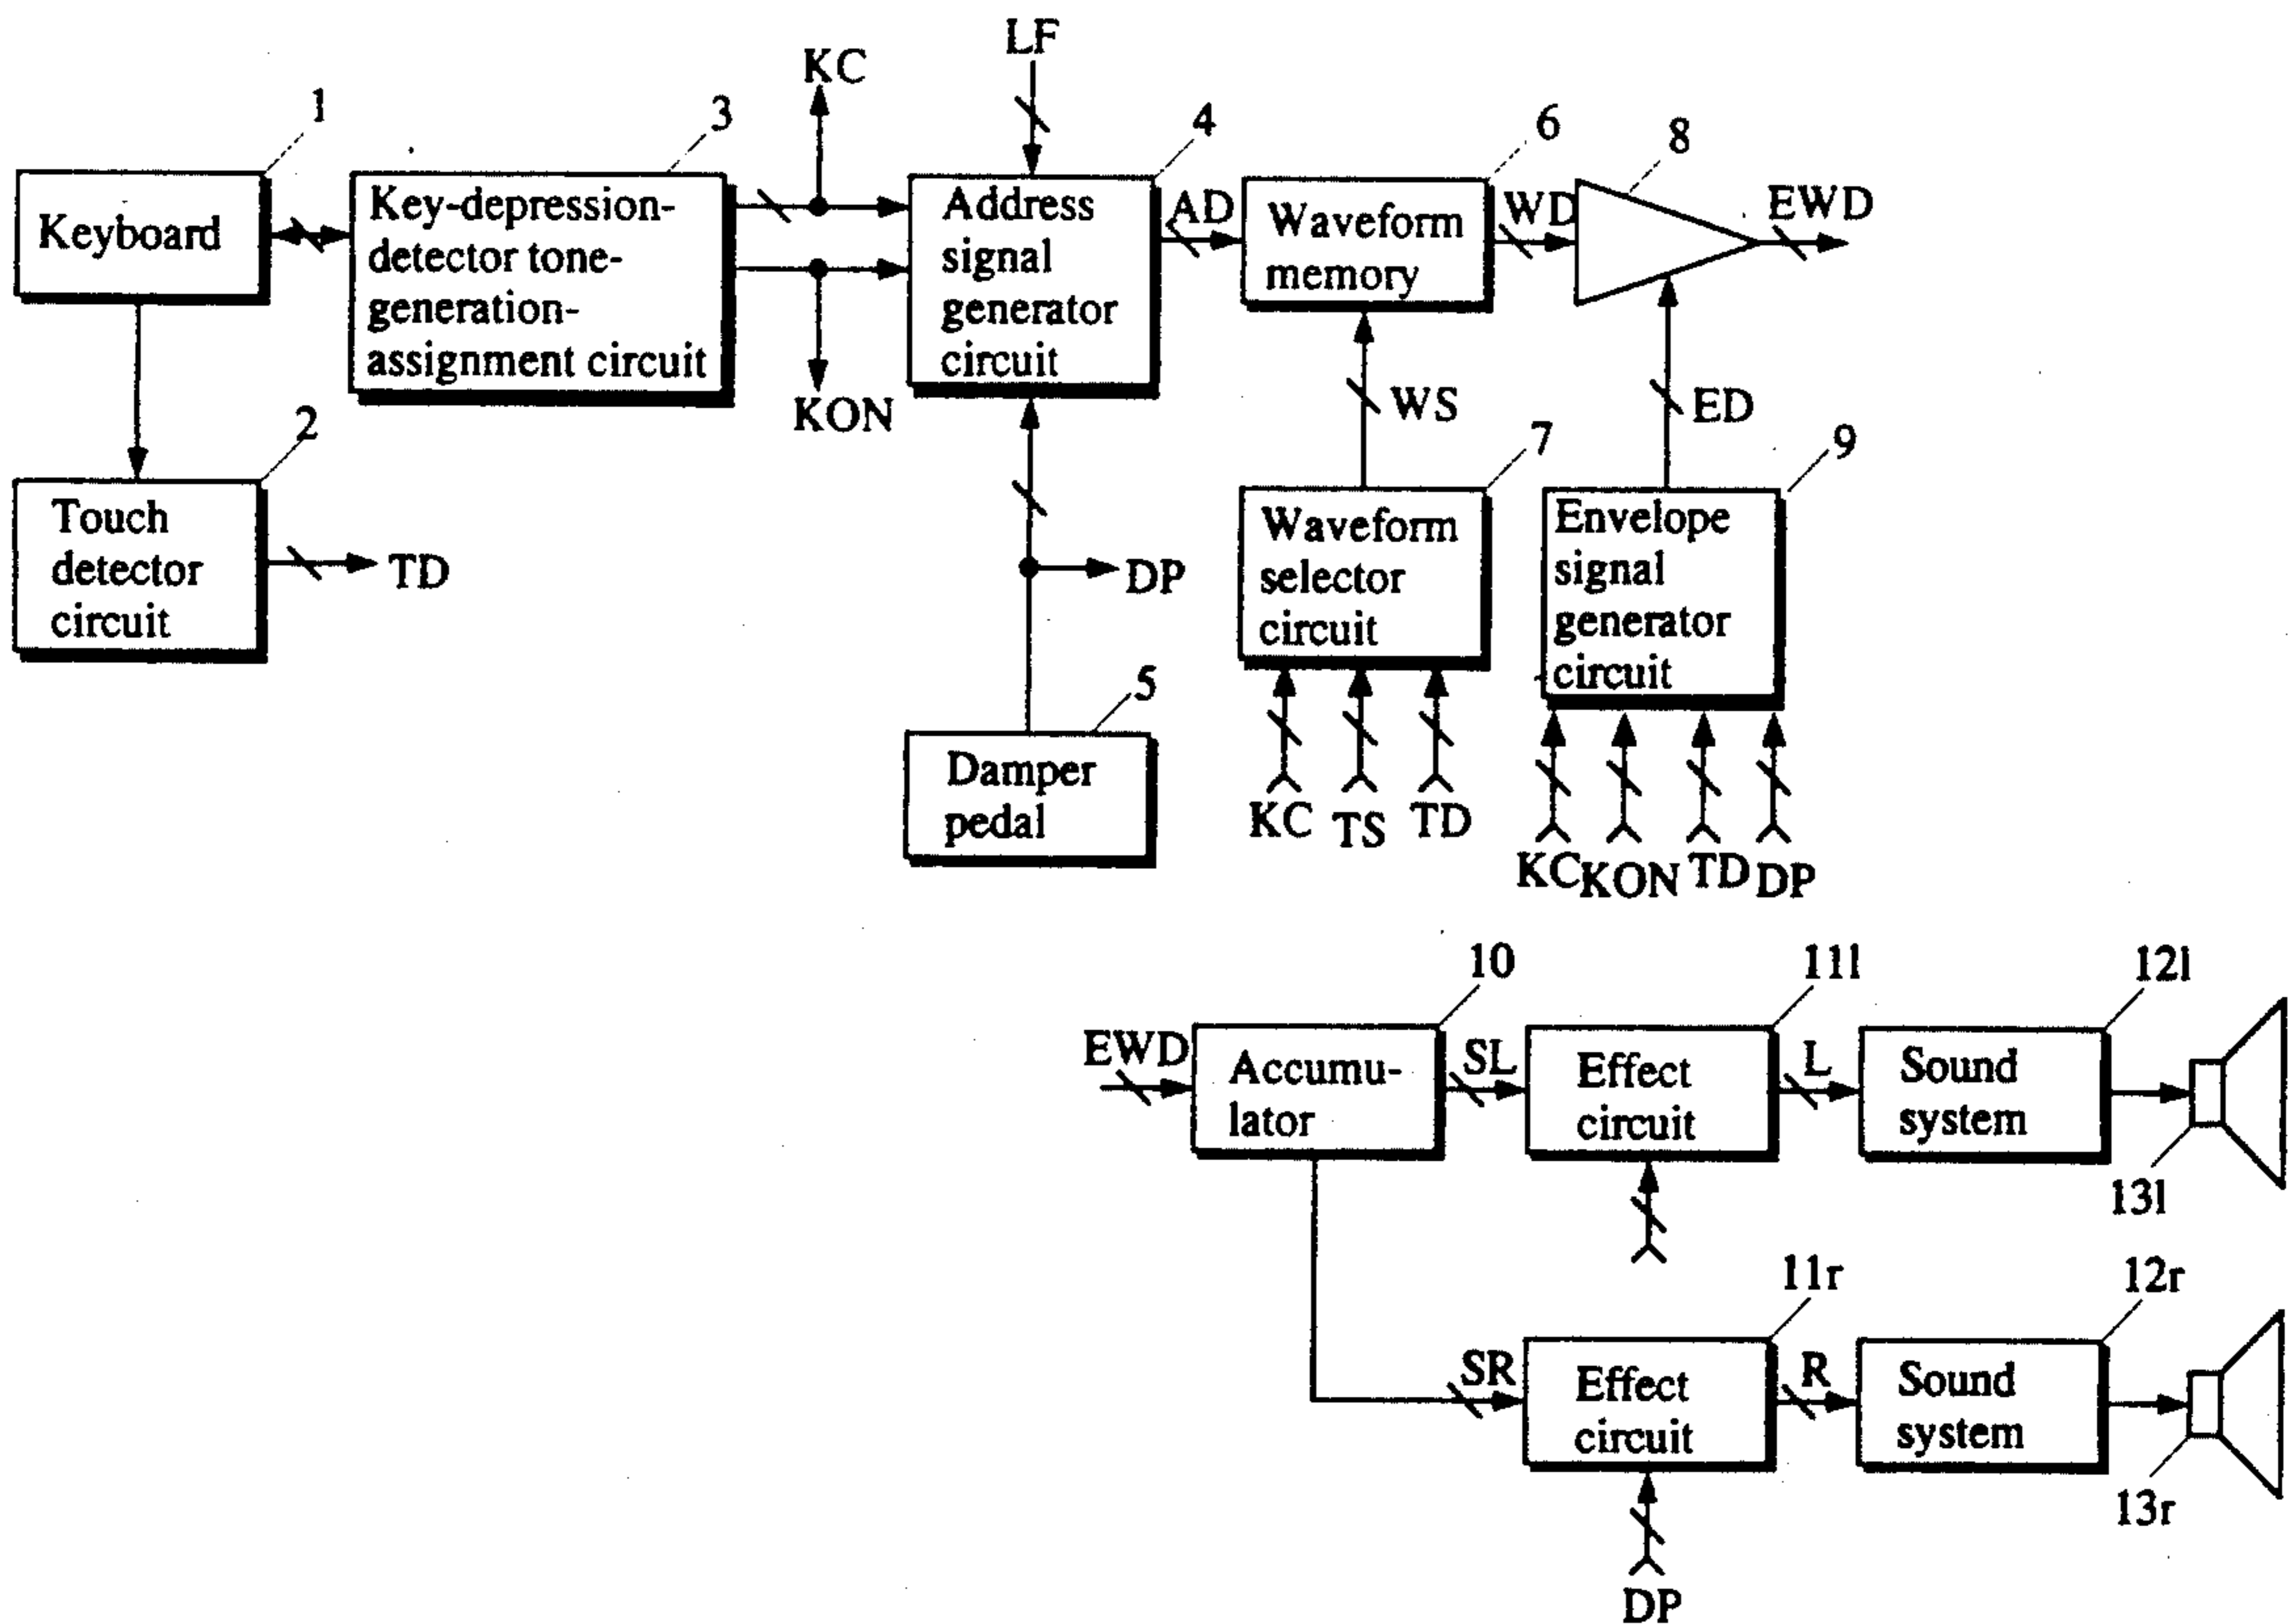 LF
KC
1
3
4
6
8
Keyboard
Key-depression-
detector tone-
generation-
assignment circuit
Address
signal
generator
circuit
AD
Waveform
memory
WD
EWD
KON
WS
ED
2
7
9
Touch
detector
circuit
TD
DP
Waveform
selector
circuit
Envelope
signal
generator
circuit
5
Damper
pedal
KC
TS
TD
KC
KON
TD
DP
10
11l
12l
EWD
Accumu-
lator
SL
Effect
circuit
L
Sound
system
13l
11r
12r
SR
Effect
circuit
R
Sound
system
13r
DP